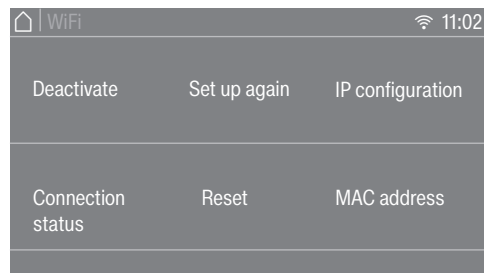 WiFi 11:02
Deactivate Set up again IP configuration
Connection Reset MAC address
status